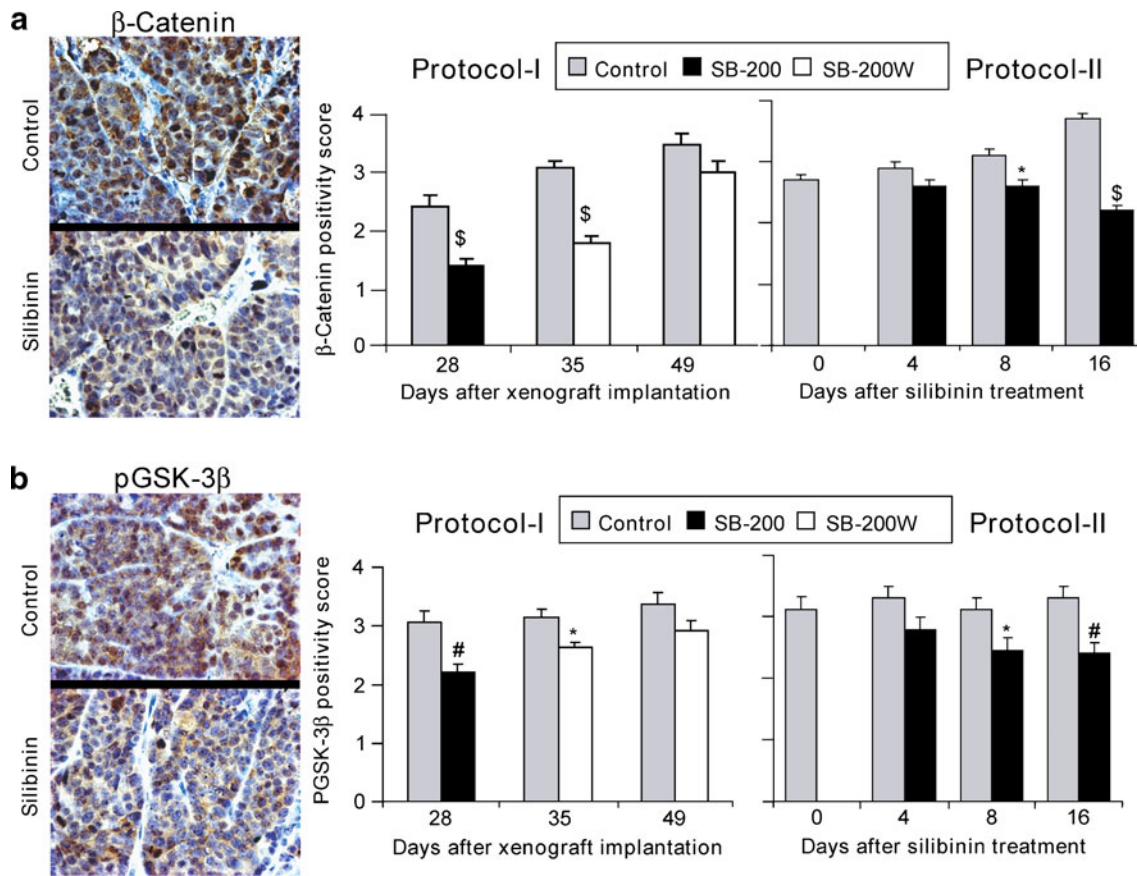 a
β-Catenin
Control
Silibinin
Protocol-I
Control SB-200 SB-200W
Protocol-II
β-Catenin positivity score
4
3
2
1
0
$
$
*
$
28 35 49
Days after xenograft implantation
0 4 8 16
Days after silibinin treatment
b
pGSK-3β
Control
Silibinin
Protocol-I
Control SB-200 SB-200W
Protocol-II
PGSK-3β positivity score
4
3
2
1
0
#
*
*
#
28 35 49
Days after xenograft implantation
0 4 8 16
Days after silibinin treatment